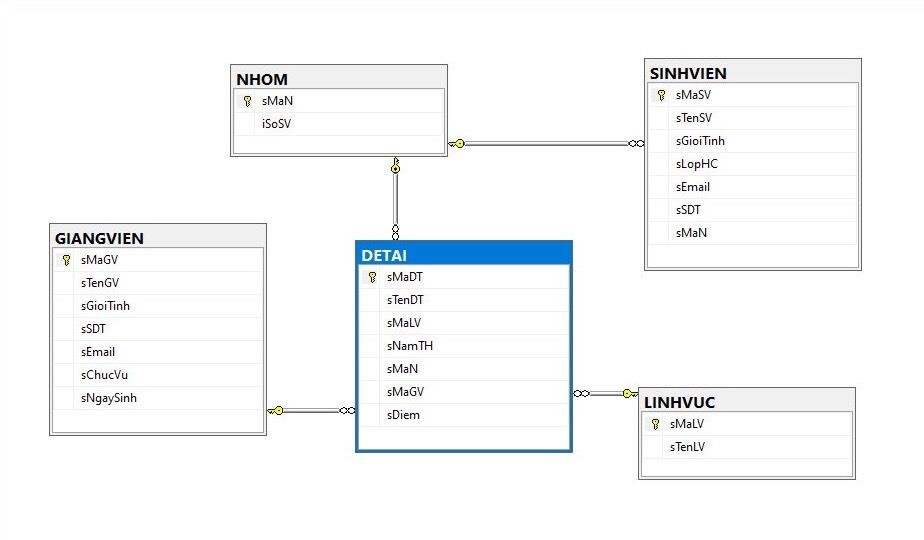 NHOM
sMaN
iSoSV
SINHVIEN
sMaSV
sTenSV
sGioiTinh
sLopHC
sEmail
sSDT
sMaN
GIANGVIEN
sMaGV
sTenGV
sGioiTinh
sSDT
sEmail
sChucVu
sNgaySinh
DETAI
sMaDT
sTenDT
sMaLV
sNamTH
sMaN
sMaGV
sDiem
LINHVUC
sMaLV
sTenLV